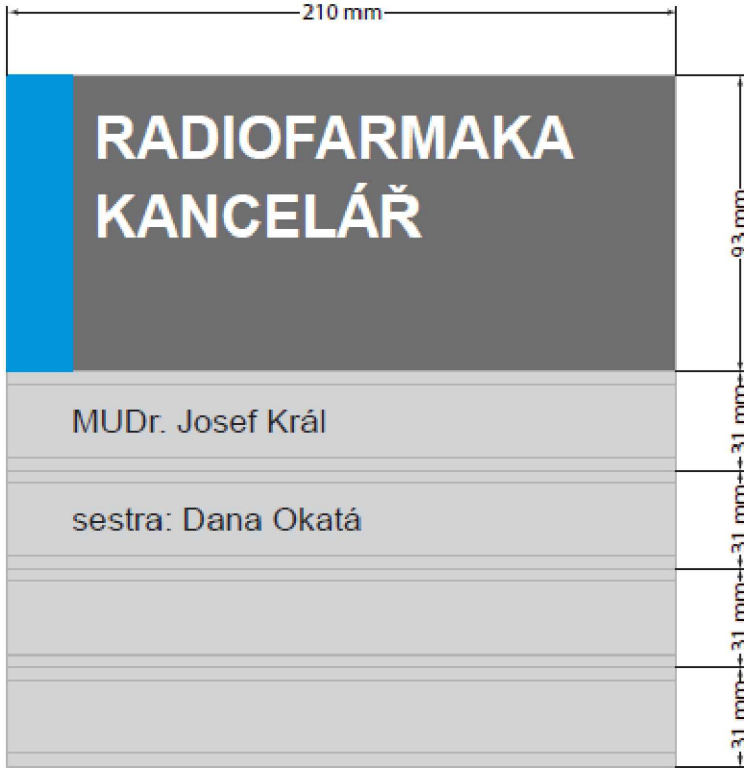 210 mm
RADIOFARMAKA
KANCELÁŘ
93 mm
MUDr. Josef Král
31 mm
sestra: Dana Okatá
31 mm
31 mm
31 mm